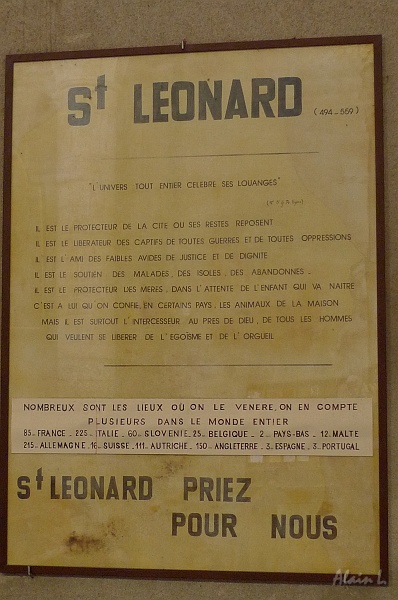 St LEONARD (494-559)
"L'UNIVERS TOUT ENTIER CELEBRE SES LOUANGES"
IL EST LE PROTECTEUR DE LA CITE OU SES RESTES REPOSENT
IL EST LE LIBERATEUR DES CAPTIFS DE TOUTES GUERRES ET DE TOUTES OPPRESSIONS
IL EST L'AMI DES FAIBLES AVIDES DE JUSTICE ET DE DIGNITE
IL EST LE SOUTIEN DES MALADES, DES ISOLES, DES ABANDONNES -
IL EST LE PROTECTEUR DES MERES, DANS L'ATTENTE DE L'ENFANT QUI VA NAITRE
C'EST A LUI QU'ON CONFIE, EN CERTAINS PAYS, LES ANIMAUX DE LA MAISON
MAIS IL EST SURTOUT L'INTERCESSEUR AU PRES DE DIEU, DE TOUS LES HOMMES
QUI VEULENT SE LIBERER DE L'EGOÏSME ET DE L'ORGUEIL
NOMBREUX SONT LES LIEUX OÙ ON LE VENERE, ON EN COMPTE
PLUSIEURS DANS LE MONDE ENTIER
85- FRANCE - 225- ITALIE - 60- SLOVENIE- 25- BELGIQUE - 2- PAYS-BAS - 12- MALTE
215- ALLEMAGNE - 16- SUISSE - 111- AUTRICHE - 150- ANGLETERRE - 3- ESPAGNE - 3- PORTUGAL
St LEONARD PRIEZ
POUR NOUS
Alain L.